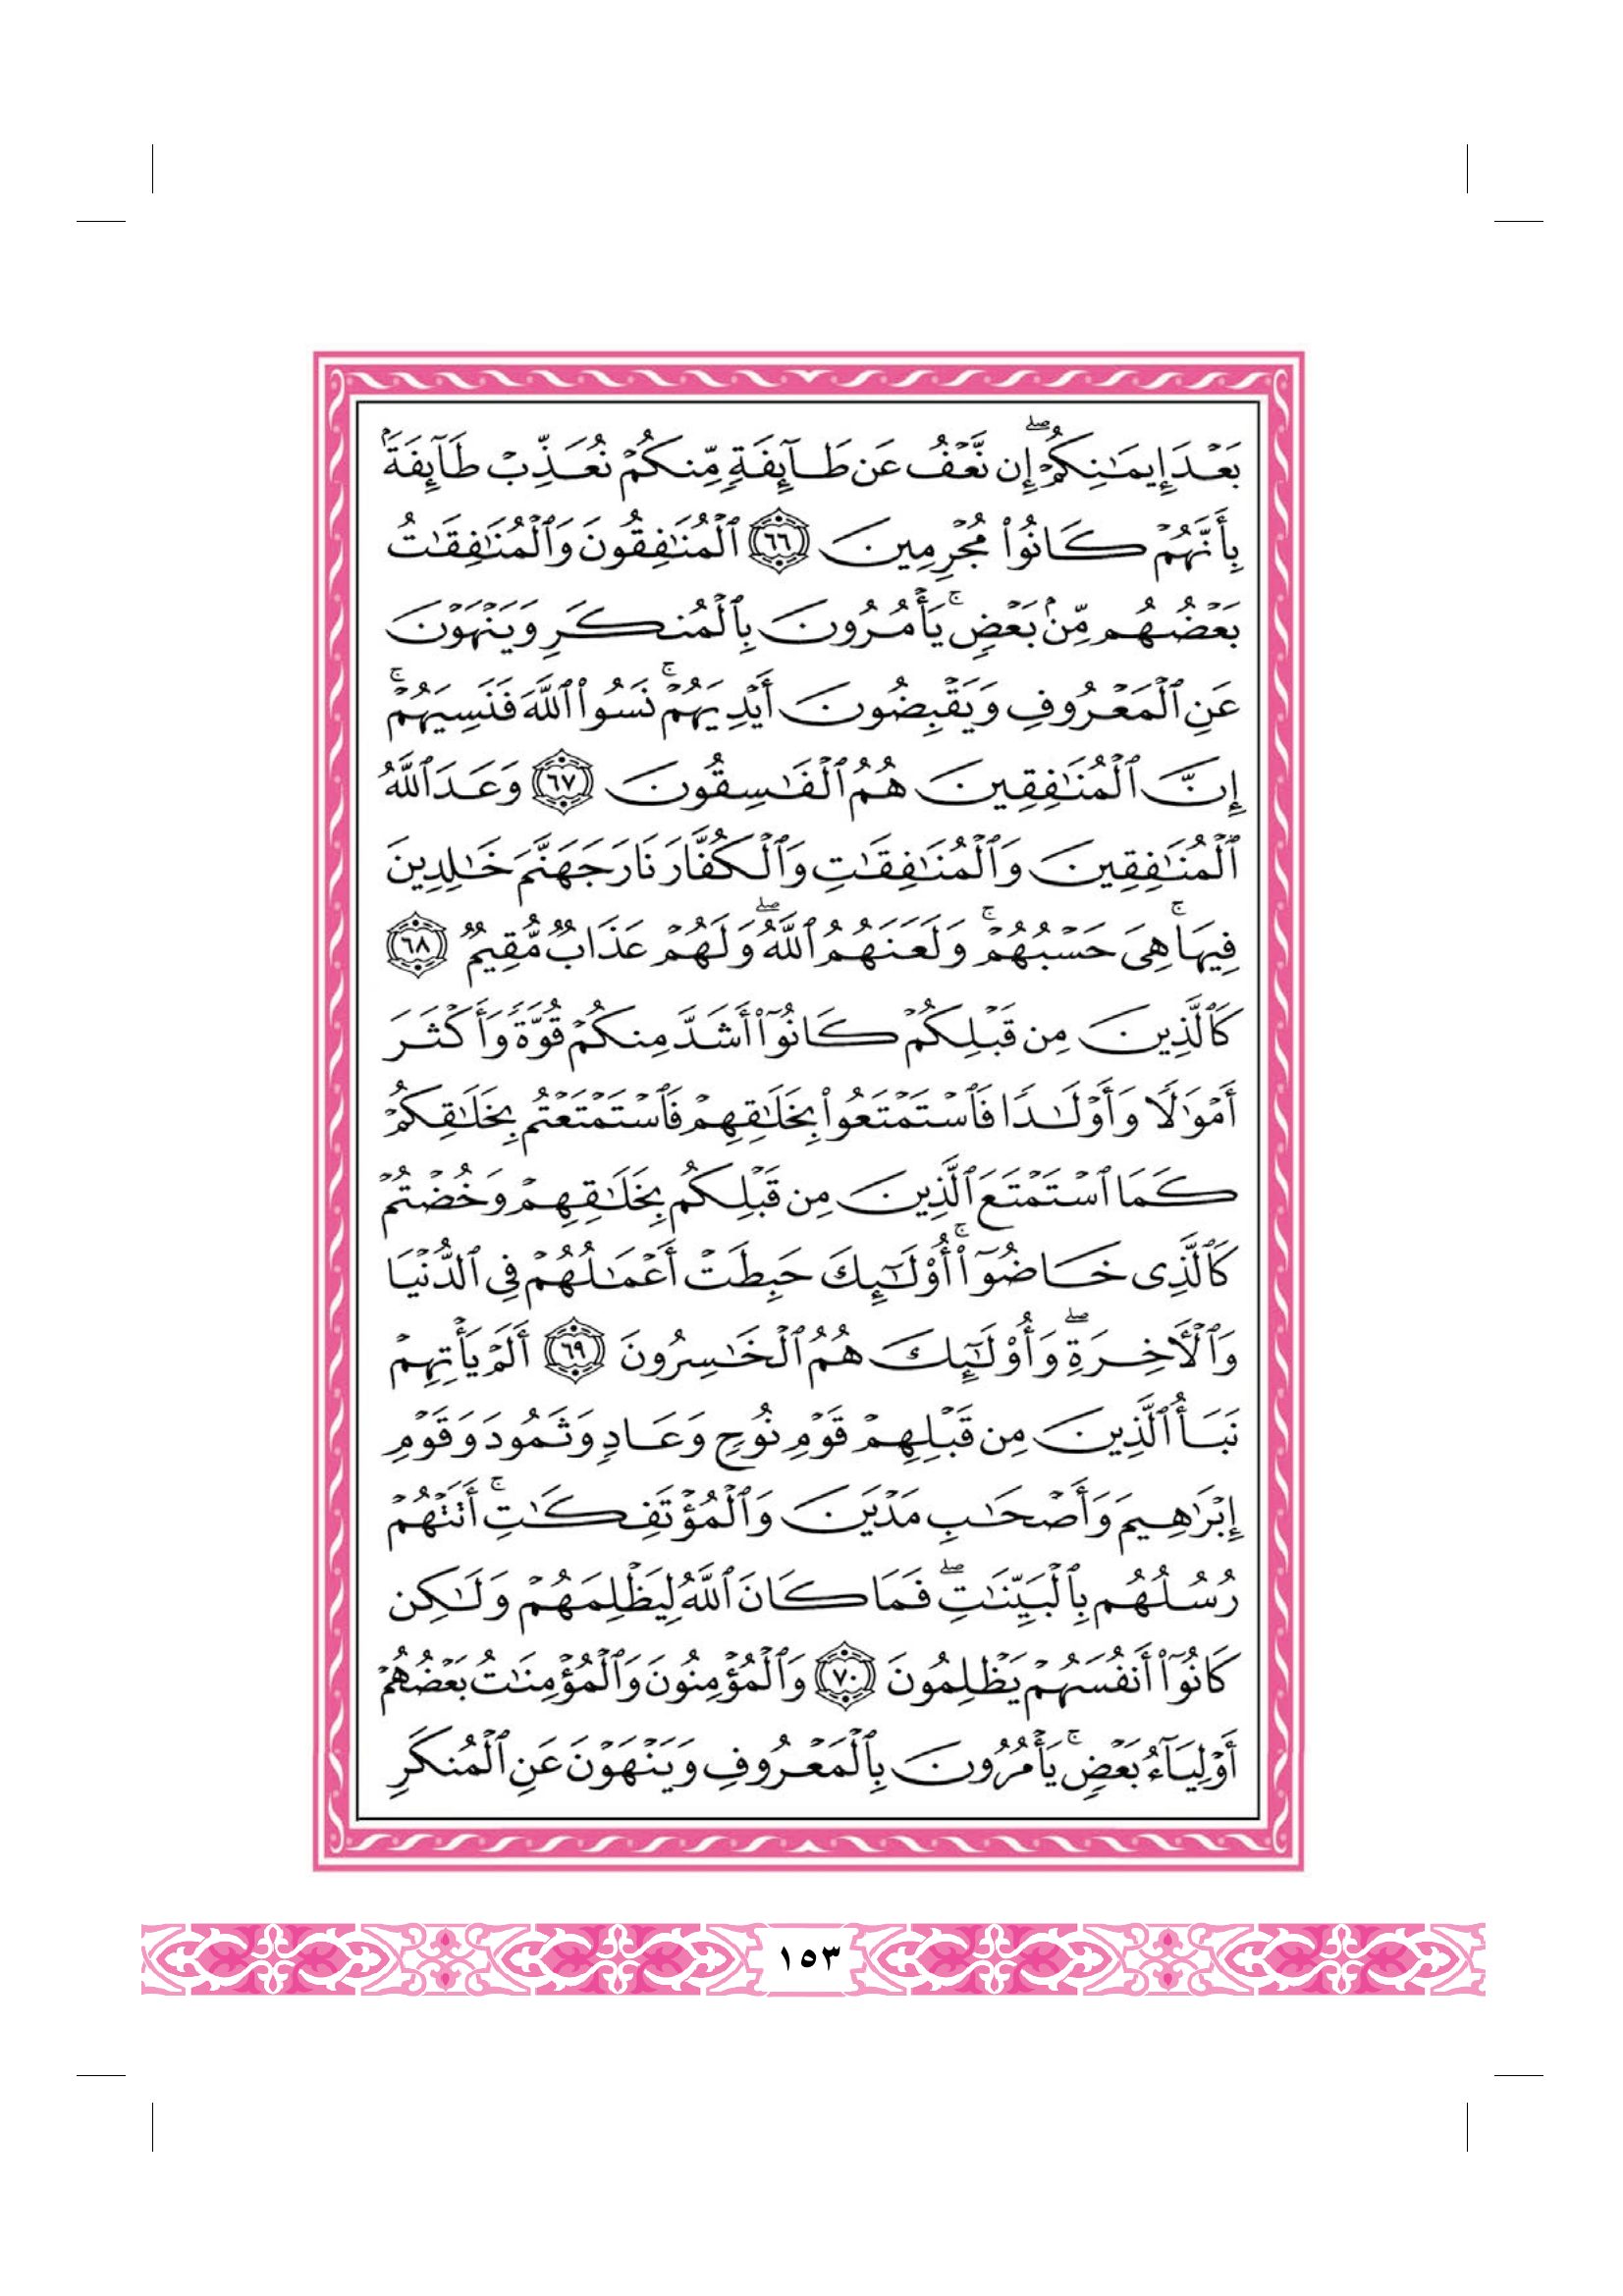 بَعْدَ إِيمَٰنِكُمْ ۖ إِن نَّعْفُ عَن طَآئِفَةٍ مِّنكُمْ نُعَذِّبْ طَآئِفَةًۢ
بِأَنَّهُمْ كَانُوا۟ مُجْرِمِينَ ٦٦ ٱلْمُنَٰفِقُونَ وَٱلْمُنَٰفِقَٰتُ
بَعْضُهُم مِّنۢ بَعْضٍ ۚ يَأْمُرُونَ بِٱلْمُنكَرِ وَيَنْهَوْنَ
عَنِ ٱلْمَعْرُوفِ وَيَقْبِضُونَ أَيْدِيَهُمْ ۚ نَسُوا۟ ٱللَّهَ فَنَسِيَهُمْ ۚ
إِنَّ ٱلْمُنَٰفِقِينَ هُمُ ٱلْفَٰسِقُونَ ٦٧ وَعَدَ ٱللَّهُ
ٱلْمُنَٰفِقِينَ وَٱلْمُنَٰفِقَٰتِ وَٱلْكُفَّارَ نَارَ جَهَنَّمَ خَٰلِدِينَ
فِيهَا ۚ هِىَ حَسْبُهُمْ ۚ وَلَعَنَهُمُ ٱللَّهُ ۖ وَلَهُمْ عَذَابٌ مُّقِيمٌ ٦٨
كَٱلَّذِينَ مِن قَبْلِكُمْ كَانُوٓا۟ أَشَدَّ مِنكُمْ قُوَّةً وَأَكْثَرَ
أَمْوَٰلًا وَأَوْلَٰدًا فَٱسْتَمْتَعُوا۟ بِخَلَٰقِهِمْ فَٱسْتَمْتَعْتُم بِخَلَٰقِكُمْ
كَمَا ٱسْتَمْتَعَ ٱلَّذِينَ مِن قَبْلِكُم بِخَلَٰقِهِمْ وَخُضْتُمْ
كَٱلَّذِى خَاضُوٓا۟ ۚ أُو۟لَٰٓئِكَ حَبِطَتْ أَعْمَٰلُهُمْ فِى ٱلدُّنْيَا
وَٱلْءَاخِرَةِ ۖ وَأُو۟لَٰٓئِكَ هُمُ ٱلْخَٰسِرُونَ ٦٩ أَلَمْ يَأْتِهِمْ
نَبَأُ ٱلَّذِينَ مِن قَبْلِهِمْ قَوْمِ نُوحٍ وَعَادٍ وَثَمُودَ وَقَوْمِ
إِبْرَٰهِيمَ وَأَصْحَٰبِ مَدْيَنَ وَٱلْمُؤْتَفِكَٰتِ ۚ أَتَتْهُمْ
رُسُلُهُم بِٱلْبَيِّنَٰتِ ۖ فَمَا كَانَ ٱللَّهُ لِيَظْلِمَهُمْ وَلَٰكِن
كَانُوٓا۟ أَنفُسَهُمْ يَظْلِمُونَ ٧٠ وَٱلْمُؤْمِنُونَ وَٱلْمُؤْمِنَٰتُ بَعْضُهُمْ
أَوْلِيَآءُ بَعْضٍ ۚ يَأْمُرُونَ بِٱلْمَعْرُوفِ وَيَنْهَوْنَ عَنِ ٱلْمُنكَرِ
١٥٣